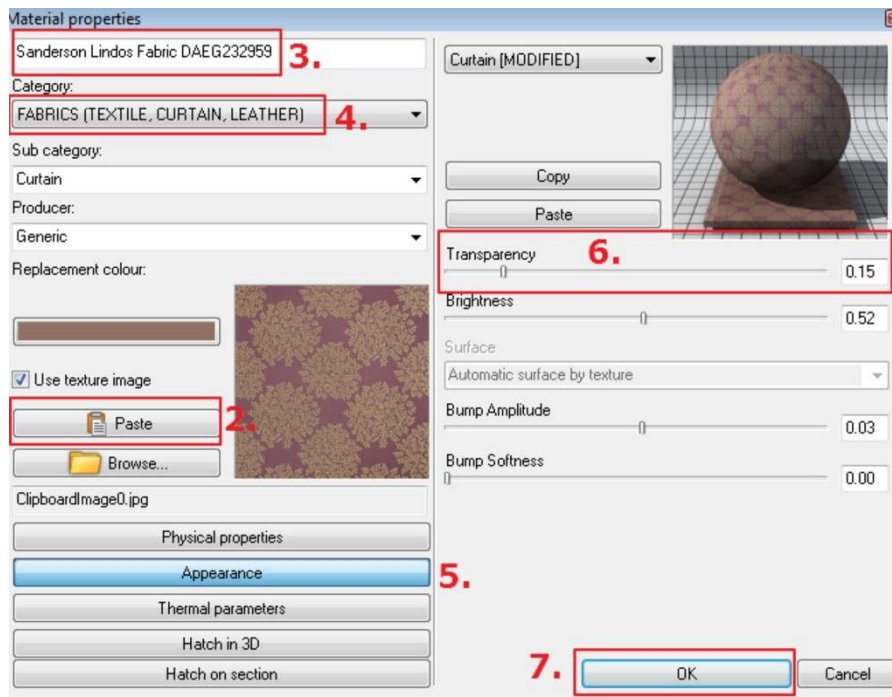 Material properties
Sanderson Lindos Fabric DAEG232959
3.
Category:
FABRICS (TEXTILE, CURTAIN, LEATHER)
4.
Sub category:
Curtain
Producer:
Generic
Replacement colour:
Use texture image
Paste
2.
Browse...
ClipboardImage0.jpg
Physical properties
Appearance
5.
Thermal parameters
Hatch in 3D
Hatch on section
Curtain [MODIFIED]
Copy
Paste
Transparency
6.
0.15
Brightness
0.52
Surface
Automatic surface by texture
Bump Amplitude
0.03
Bump Softness
0.00
7.
OK
Cancel